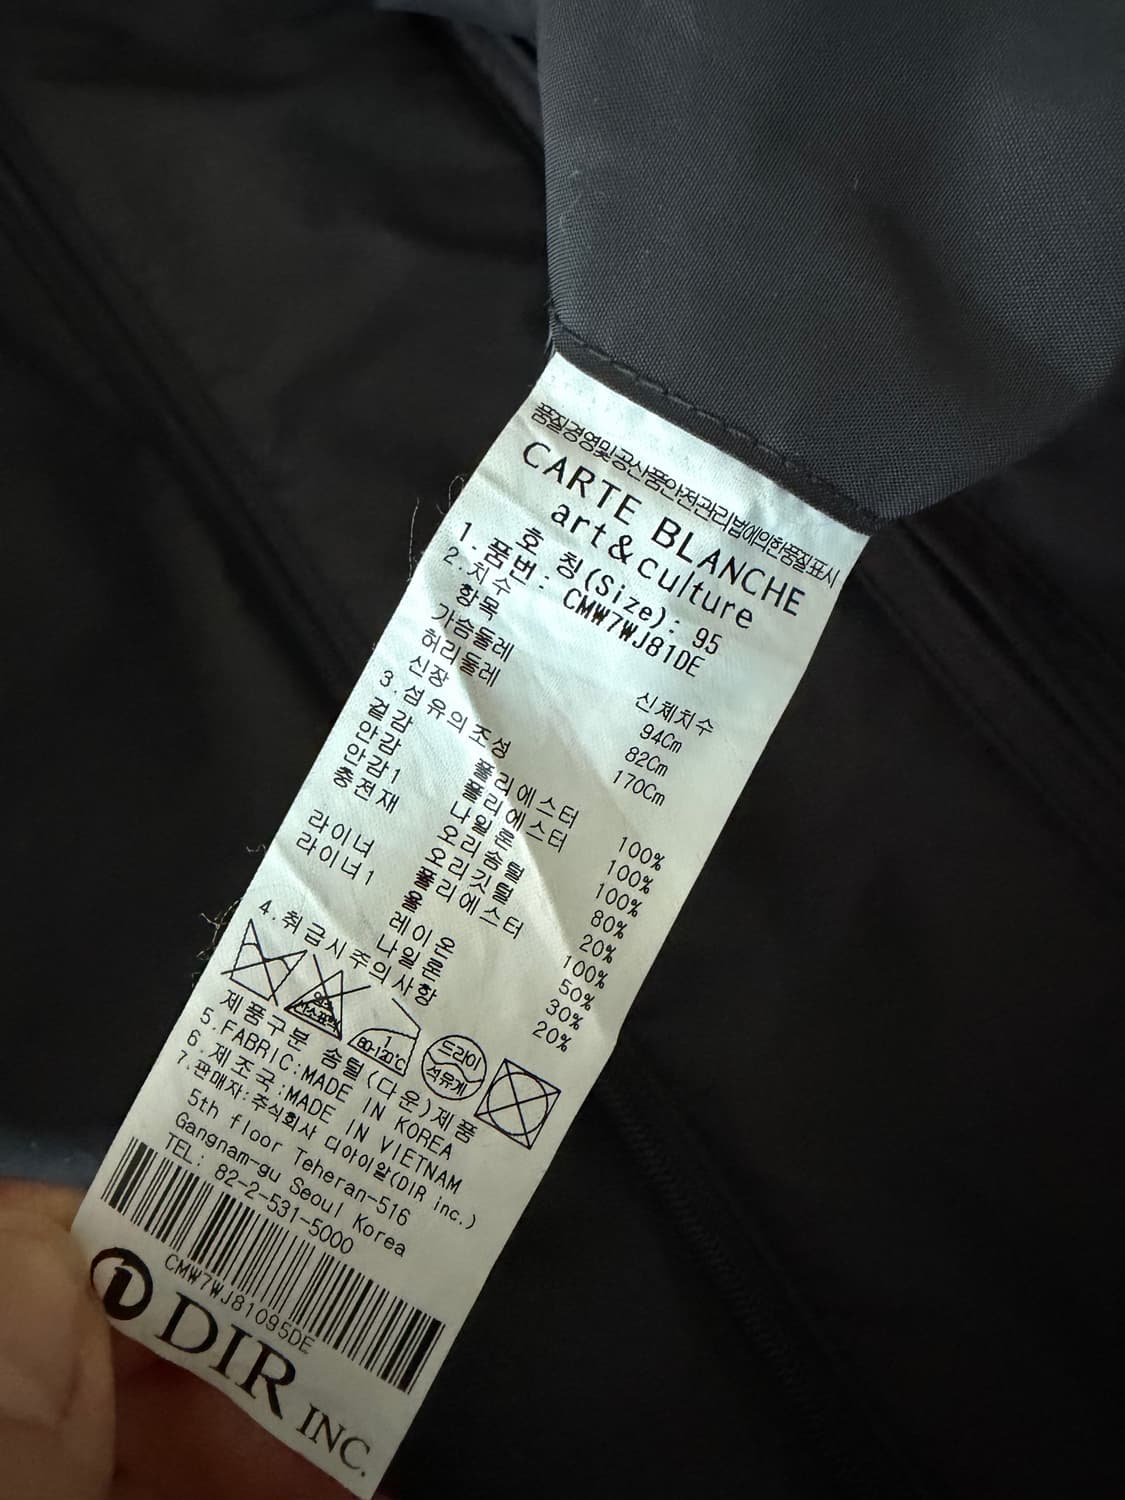 품질경영및공산품안전관리법에의한품질표시
CARTE BLANCHE
art&culture
1. 호 칭(Size): 95
품번: CMW7WJ81DE
2.치수
항목 신체치수
가슴둘레 94Cm
허리둘레 82Cm
신장 170Cm
3.섬유의조성
겉감 폴리에스터 100%
안감 폴리에스터 100%
안감1 나일론 100%
충전재 오리솜털 80%
오리깃털 20%
라이너 폴리에스터 100%
라이너1 울 50%
레이온 30%
나일론 20%
4.취급시주의사항
80-120℃
드라이
석유계
제품구분 솜털(다운)제품
5.FABRIC:MADE IN KOREA
6.제조국:MADE IN VIETNAM
7.판매자:주식회사 디아이알(DIR inc.)
5th floor Teheran-516
Gangnam-gu Seoul Korea
TEL: 82-2-531-5000
CMW7WJ81095DE
DIR INC.